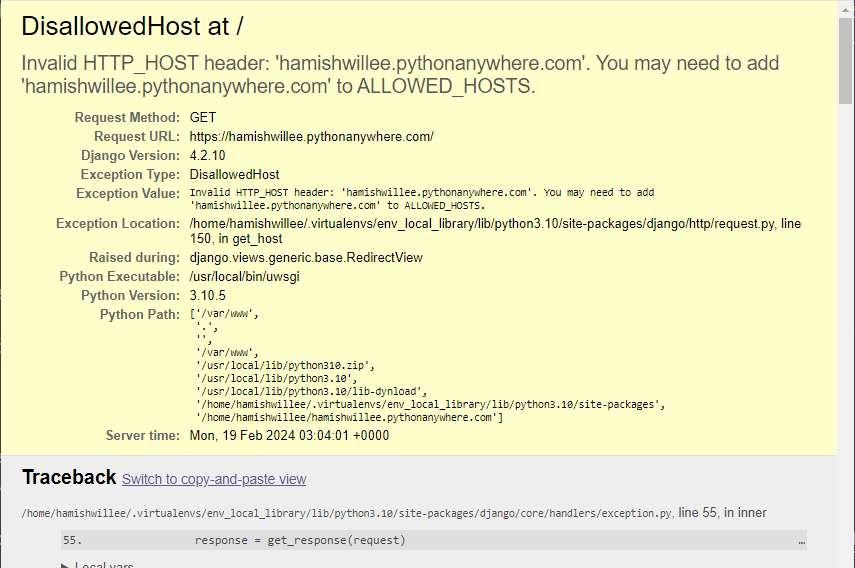 DisallowedHost at /
Invalid HTTP_HOST header: 'hamishwillee.pythonanywhere.com'. You may need to add
'hamishwillee.pythonanywhere.com' to ALLOWED_HOSTS.
Request Method: GET
Request URL: https://hamishwillee.pythonanywhere.com/
Django Version: 4.2.10
Exception Type: DisallowedHost
Exception Value: Invalid HTTP_HOST header: 'hamishwillee.pythonanywhere.com'. You may need to add
'hamishwillee.pythonanywhere.com' to ALLOWED_HOSTS.
Exception Location: /home/hamishwillee/.virtualenvs/env_local_library/lib/python3.10/site-packages/django/http/request.py, line
150, in get_host
Raised during: django.views.generic.base.RedirectView
Python Executable: /usr/local/bin/uwsgi
Python Version: 3.10.5
Python Path: ['/var/www',
'.',
'',
'/var/www',
'/usr/local/lib/python310.zip',
'/usr/local/lib/python3.10',
'/usr/local/lib/python3.10/lib-dynload',
'/home/hamishwillee/.virtualenvs/env_local_library/lib/python3.10/site-packages',
'/home/hamishwillee/hamishwillee.pythonanywhere.com']
Server time: Mon, 19 Feb 2024 03:04:01 +0000
Traceback Switch to copy-and-paste view
/home/hamishwillee/.virtualenvs/env_local_library/lib/python3.10/site-packages/django/core/handlers/exception.py, line 55, in inner
55. response = get_response(request) …
▶ Local vars